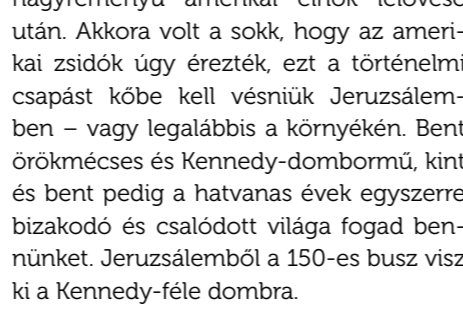 nagyreményű amerikai elnök lelövése
után. Akkora volt a sokk, hogy az ameri-
kai zsidók úgy érezték, ezt a történelmi
csapást kőbe kell vésniük Jeruzsálem-
ben – vagy legalábbis a környékén. Bent
örökmécses és Kennedy-dombormű, kint
és bent pedig a hatvanas évek egyszerre
bizakodó és csalódott világa fogad ben-
nünket. Jeruzsálemből a 150-es busz visz
ki a Kennedy-féle dombra.